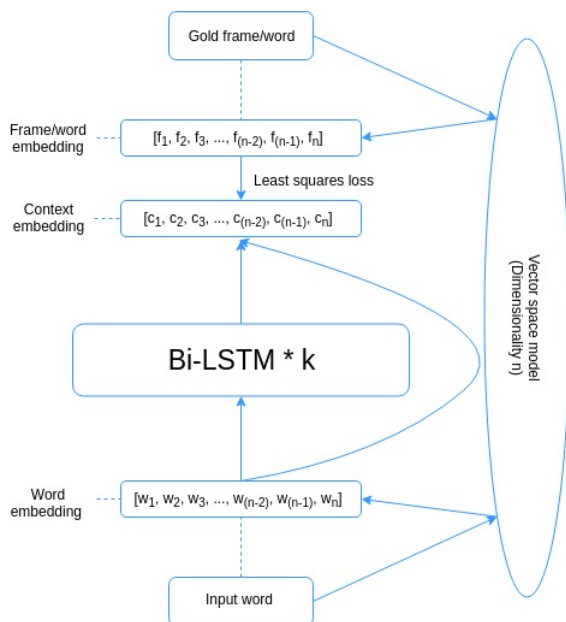 Gold frame/word
Frame/word
embedding
[f1, f2, f3, ..., f(n-2), f(n-1), fn]
Least squares loss
Context
embedding
[c1, c2, c3, ..., c(n-2), c(n-1), cn]
Vector space model
(Dimensionality n)
Bi-LSTM * k
Word
embedding
[w1, w2, w3, ..., w(n-2), w(n-1), wn]
Input word